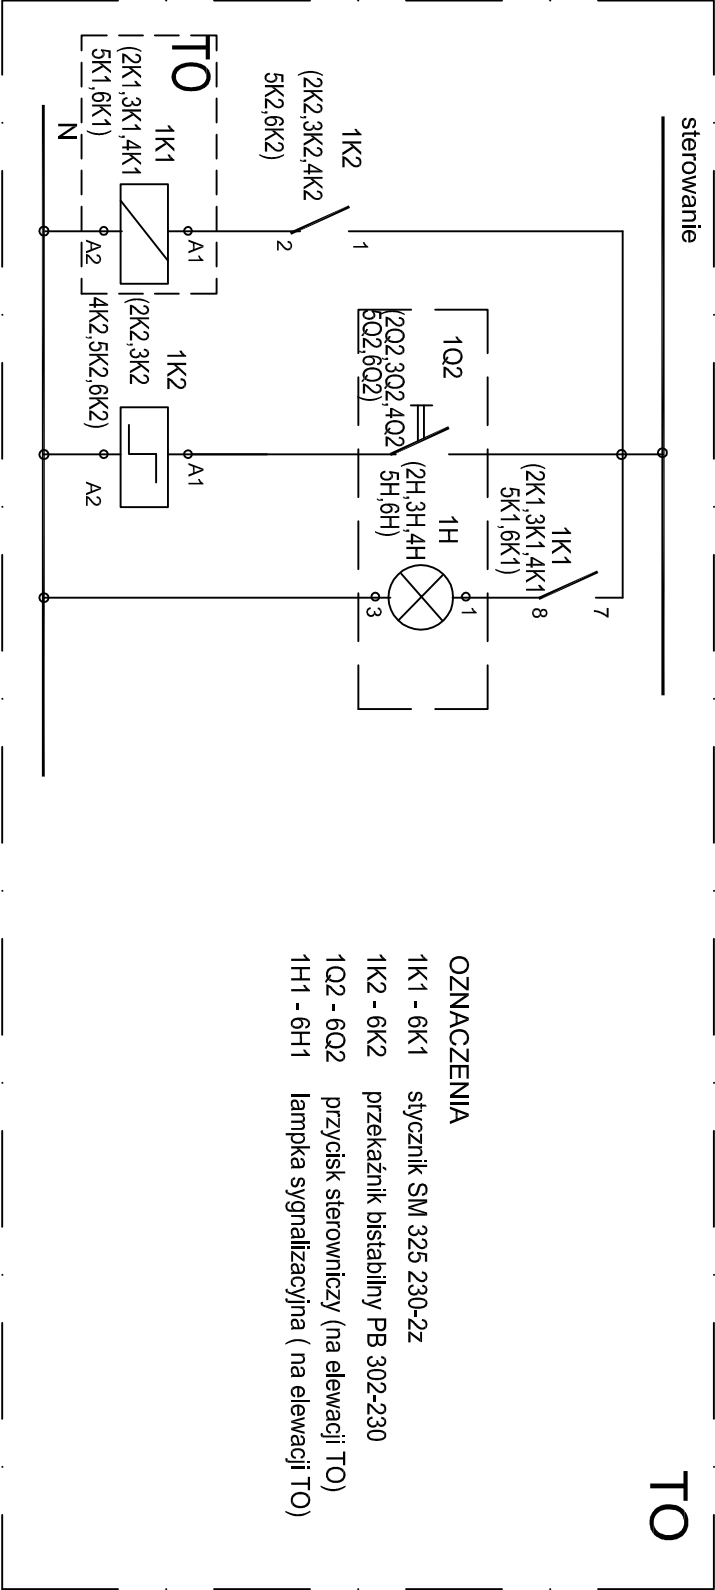 TO
sterowanie
1K2
(2K2,3K2,4K2
5K2,6K2)
1
2
TO
1K1
(2K1,3K1,4K1
5K1,6K1)
A1
A2
N
1Q2
(2Q2,3Q2,4Q2
5Q2,6Q2)
1K2
(2K2,3K2
4K2,5K2,6K2)
A1
A2
1K1
(2K1,3K1,4K1
5K1,6K1)
7
8
1H
(2H,3H,4H
5H,6H)
1
3
OZNACZENIA
1K1 - 6K1 stycznik SM 325 230-2z
1K2 - 6K2 przekaźnik bistabilny PB 302-230
1Q2 - 6Q2 przycisk sterowniczy (na elewacji TO)
1H1 - 6H1 lampka sygnalizacyjna ( na elewacji TO)